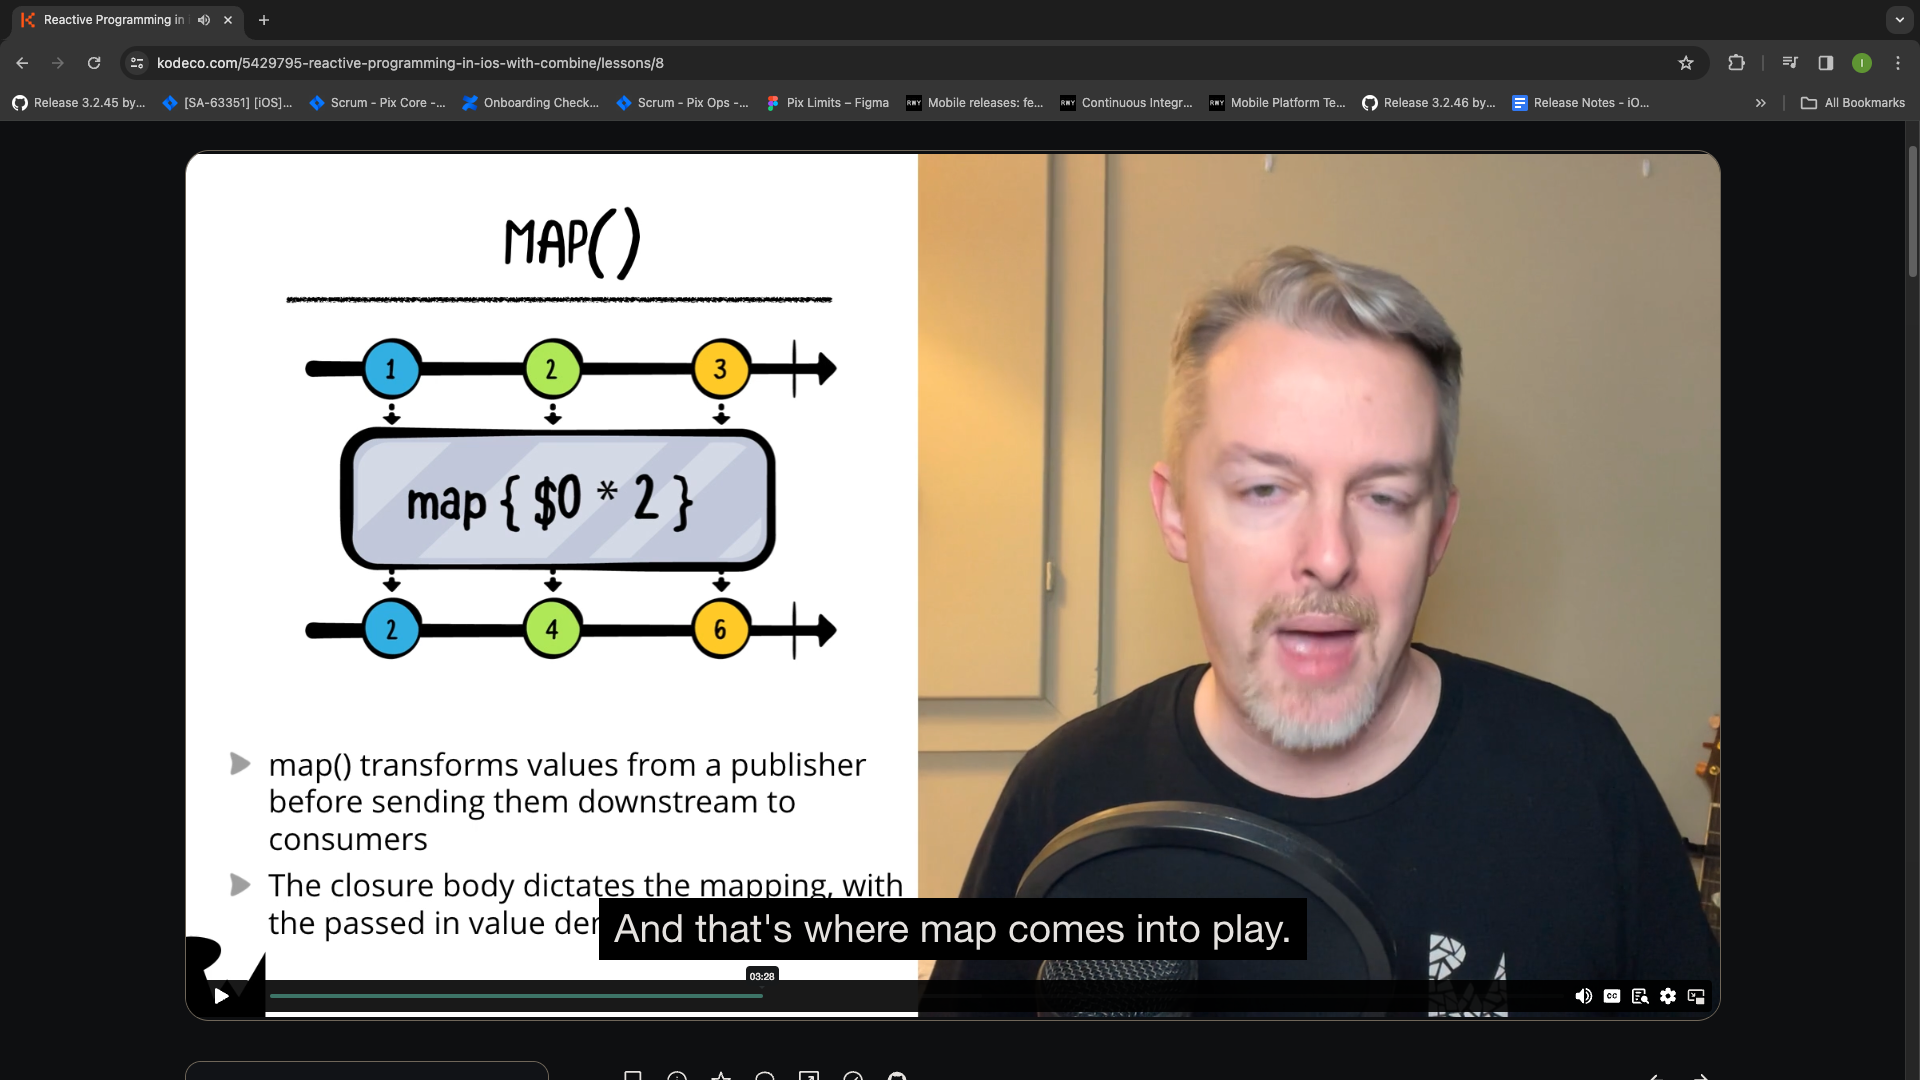 Reactive Programming in
kodeco.com/5429795-reactive-programming-in-ios-with-combine/lessons/8
Release 3.2.45 by...
[SA-63351] [iOS]...
Scrum - Pix Core -...
Onboarding Check...
Scrum - Pix Ops -...
Pix Limits – Figma
Mobile releases: fe...
Continuous Integr...
Mobile Platform Te...
Release 3.2.46 by...
Release Notes - iO...
All Bookmarks
MAP()
1 2 3
map { $0 * 2 }
2 4 6
map() transforms values from a publisher
before sending them downstream to
consumers
The closure body dictates the mapping, with
the passed in value
And that's where map comes into play.
03:28
CC